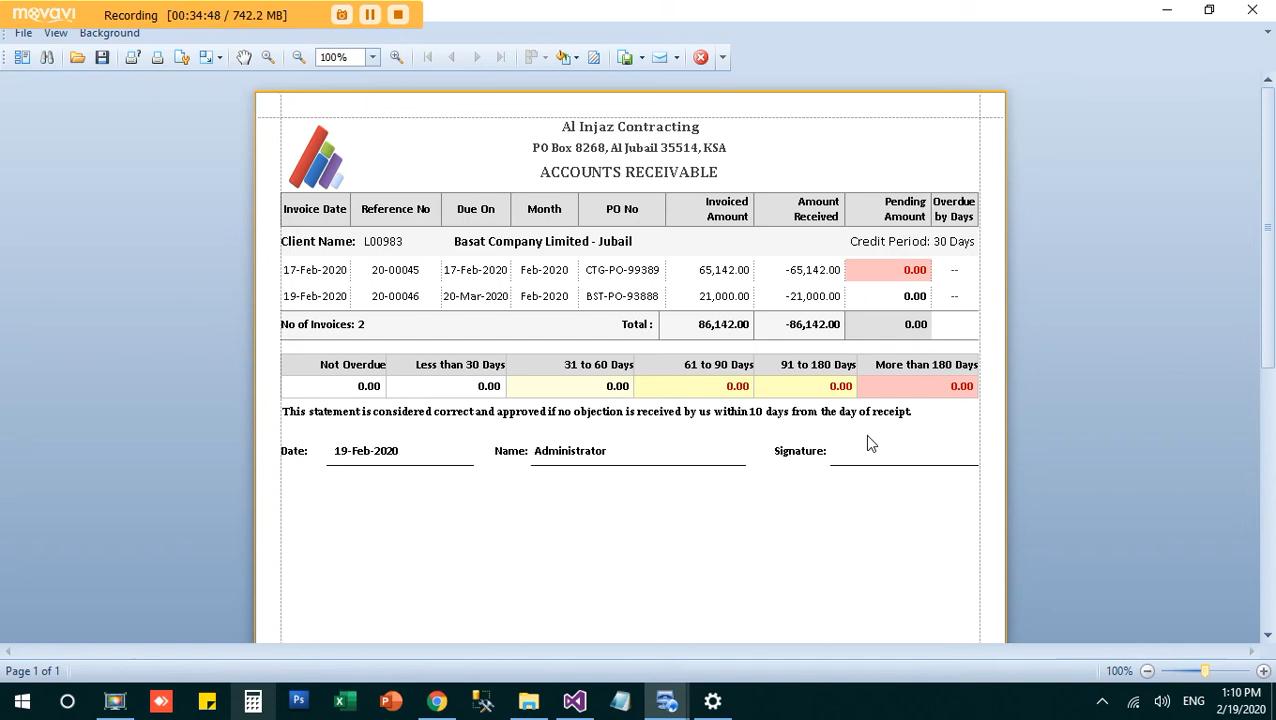 movavi Recording [00:34:48 / 742.2 MB]
File View Background
100%
Al Injaz Contracting
PO Box 8268, Al Jubail 35514, KSA
ACCOUNTS RECEIVABLE
Invoice Date Reference No Due On Month PO No Invoiced Amount Amount Received Pending Amount Overdue by Days
Client Name: L00983 Basat Company Limited - Jubail Credit Period: 30 Days
17-Feb-2020 20-00045 17-Feb-2020 Feb-2020 CTG-PO-99389 65,142.00 -65,142.00 0.00 --
19-Feb-2020 20-00046 20-Mar-2020 Feb-2020 BST-PO-93888 21,000.00 -21,000.00 0.00 --
No of Invoices: 2 Total : 86,142.00 -86,142.00 0.00
Not Overdue Less than 30 Days 31 to 60 Days 61 to 90 Days 91 to 180 Days More than 180 Days
0.00 0.00 0.00 0.00 0.00 0.00
This statement is considered correct and approved if no objection is received by us within 10 days from the day of receipt.
Date: 19-Feb-2020 Name: Administrator Signature:
Page 1 of 1 100%
Ps ENG 1:10 PM
2/19/2020